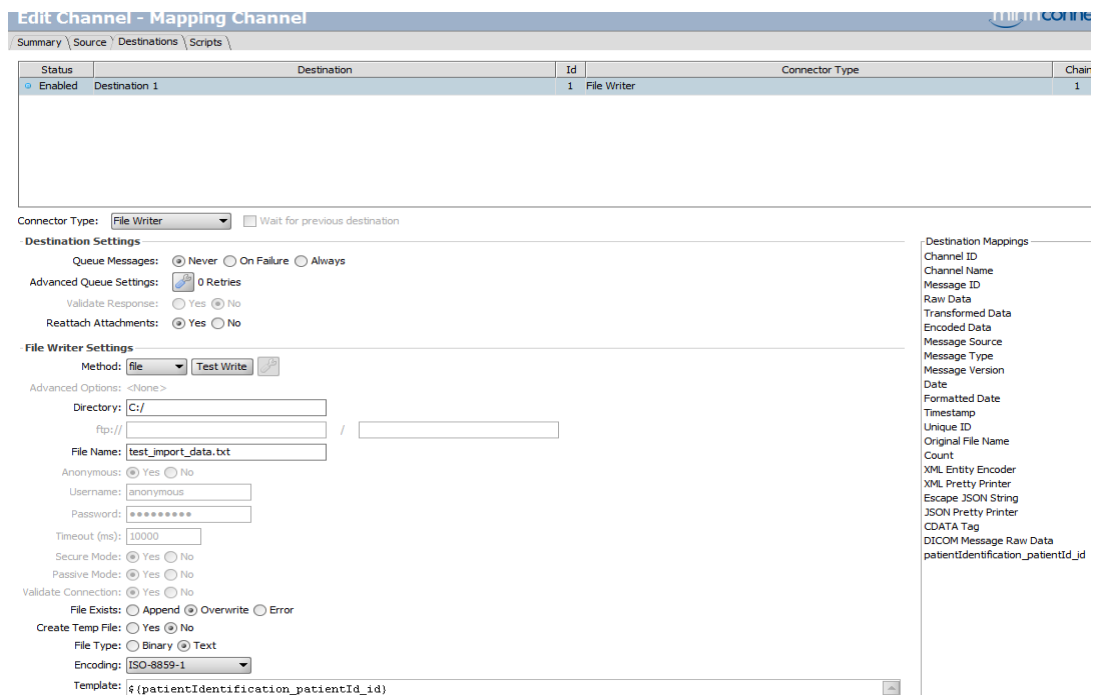 Edit Channel - Mapping Channel
Summary Source Destinations Scripts
Status Destination Id Connector Type Chain
Enabled Destination 1 1 File Writer 1
Connector Type: File Writer Wait for previous destination
Destination Settings
Queue Messages: Never On Failure Always
Advanced Queue Settings: 0 Retries
Validate Response: Yes No
Reattach Attachments: Yes No
File Writer Settings
Method: file Test Write
Advanced Options: <None>
Directory: C:/
ftp:// /
File Name: test_import_data.txt
Anonymous: Yes No
Username: anonymous
Password: •••••••••
Timeout (ms): 10000
Secure Mode: Yes No
Passive Mode: Yes No
Validate Connection: Yes No
File Exists: Append Overwrite Error
Create Temp File: Yes No
File Type: Binary Text
Encoding: ISO-8859-1
Template: ${patientIdentification_patientId_id}
Destination Mappings
Channel ID
Channel Name
Message ID
Raw Data
Transformed Data
Encoded Data
Message Source
Message Type
Message Version
Date
Formatted Date
Timestamp
Unique ID
Original File Name
Count
XML Entity Encoder
XML Pretty Printer
Escape JSON String
JSON Pretty Printer
CDATA Tag
DICOM Message Raw Data
patientIdentification_patientId_id